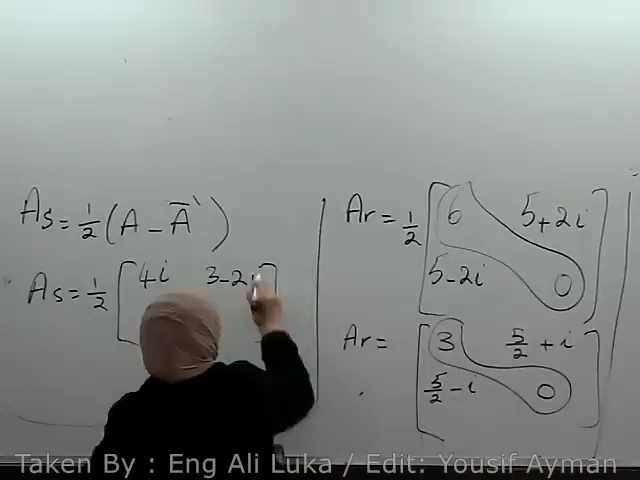 As = 1/2 (A - A̅')
As = 1/2 [ 4i 3-2i ]
Ar = 1/2 [ 6 5+2i
5-2i 0 ]
Ar = [ 3 5/2 + i
5/2 - i 0 ]
Taken By : Eng Ali Luka / Edit: Yousif Ayman